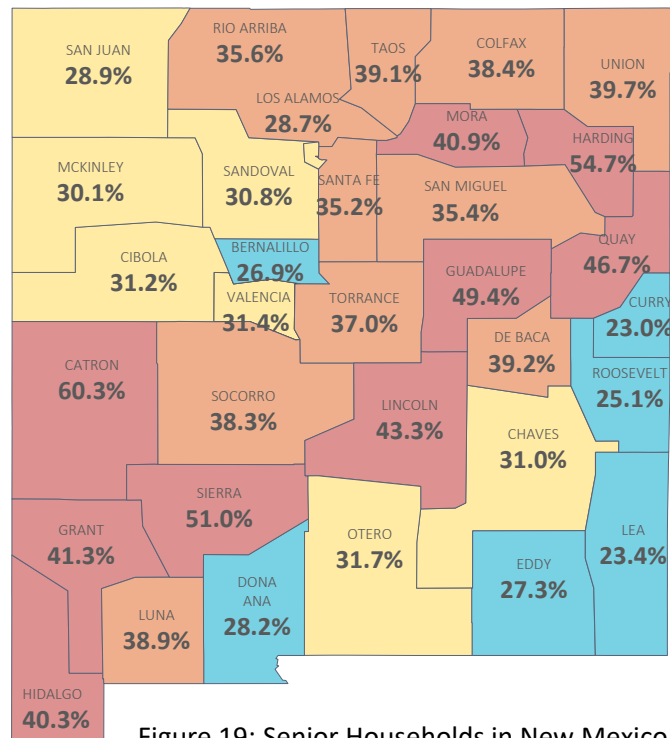 RIO ARRIBA
35.6%
SAN JUAN
28.9%
TAOS
39.1%
COLFAX
38.4%
UNION
39.7%
LOS ALAMOS
28.7%
MORA
40.9%
HARDING
54.7%
MCKINLEY
30.1%
SANDOVAL
30.8%
SANTA FE
35.2%
SAN MIGUEL
35.4%
CIBOLA
31.2%
BERNALILLO
26.9%
QUAY
46.7%
GUADALUPE
49.4%
VALENCIA
31.4%
TORRANCE
37.0%
CURRY
23.0%
DE BACA
39.2%
CATRON
60.3%
ROOSEVELT
25.1%
SOCORRO
38.3%
LINCOLN
43.3%
CHAVES
31.0%
SIERRA
51.0%
GRANT
41.3%
OTERO
31.7%
LEA
23.4%
EDDY
27.3%
DONA
ANA
28.2%
LUNA
38.9%
HIDALGO
40.3%
Figure 19: Senior Households in New Mexico